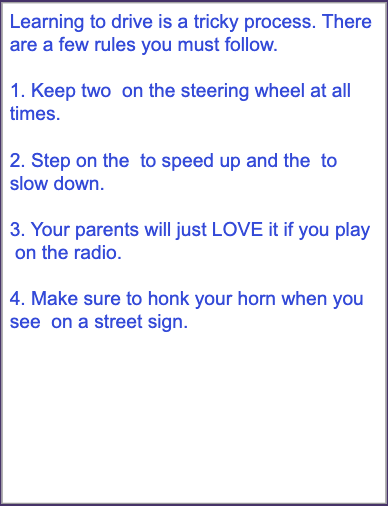 Learning to drive is a tricky process. There
are a few rules you must follow.
1. Keep two  on the steering wheel at all
times.
2. Step on the  to speed up and the  to
slow down.
3. Your parents will just LOVE it if you play
 on the radio.
4. Make sure to honk your horn when you
see  on a street sign.